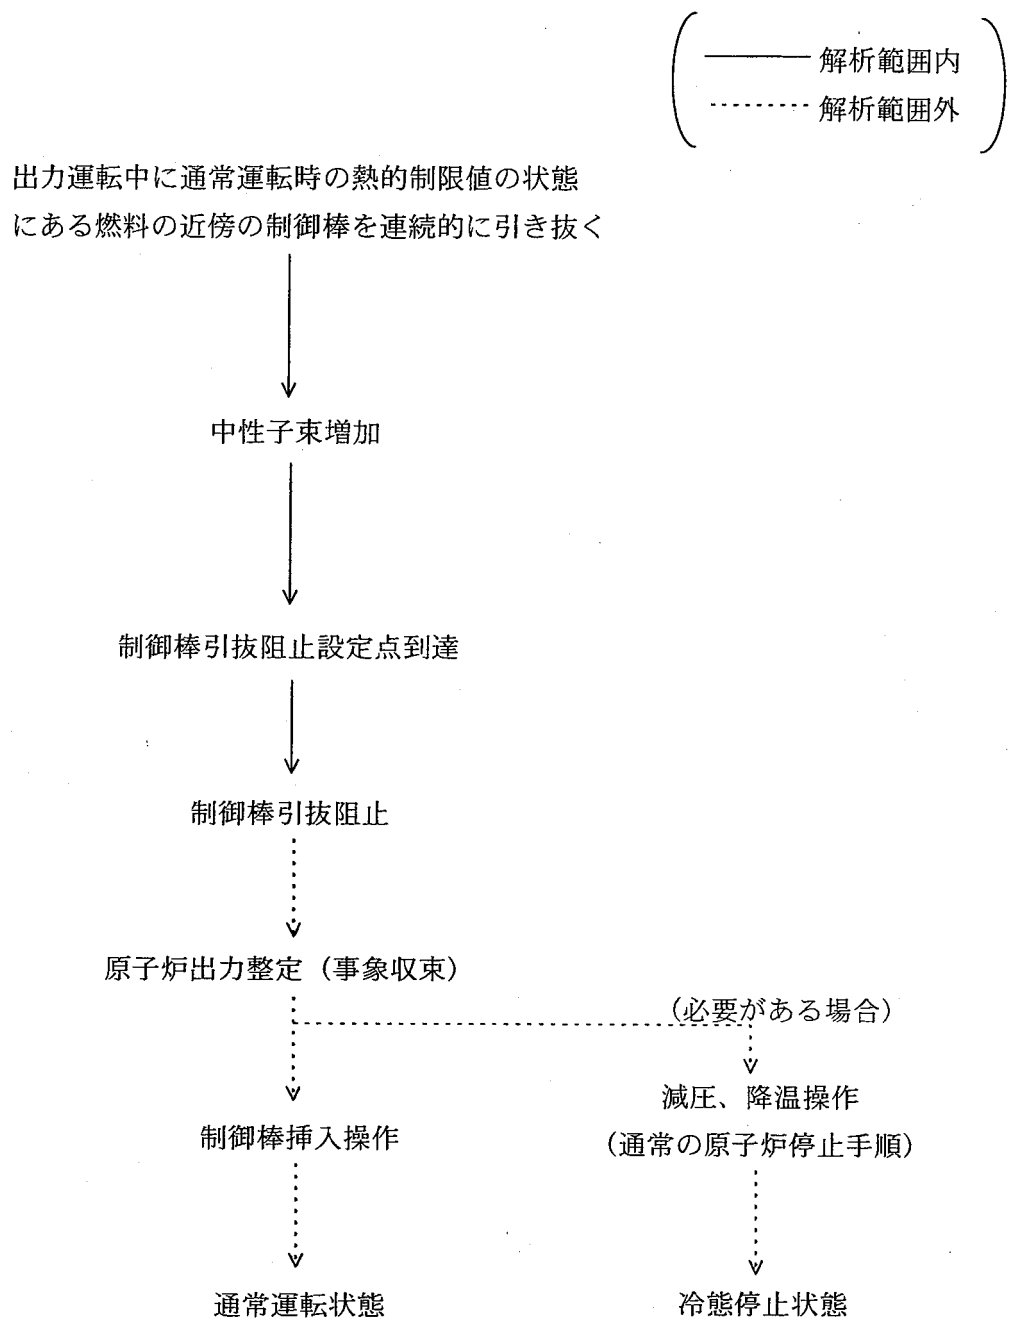 解析範囲内
解析範囲外
出力運転中に通常運転時の熱的制限値の状態
にある燃料の近傍の制御棒を連続的に引き抜く
中性子束増加
制御棒引抜阻止設定点到達
制御棒引抜阻止
原子炉出力整定（事象収束）
（必要がある場合）
減圧、降温操作
（通常の原子炉停止手順）
制御棒挿入操作
通常運転状態
冷態停止状態